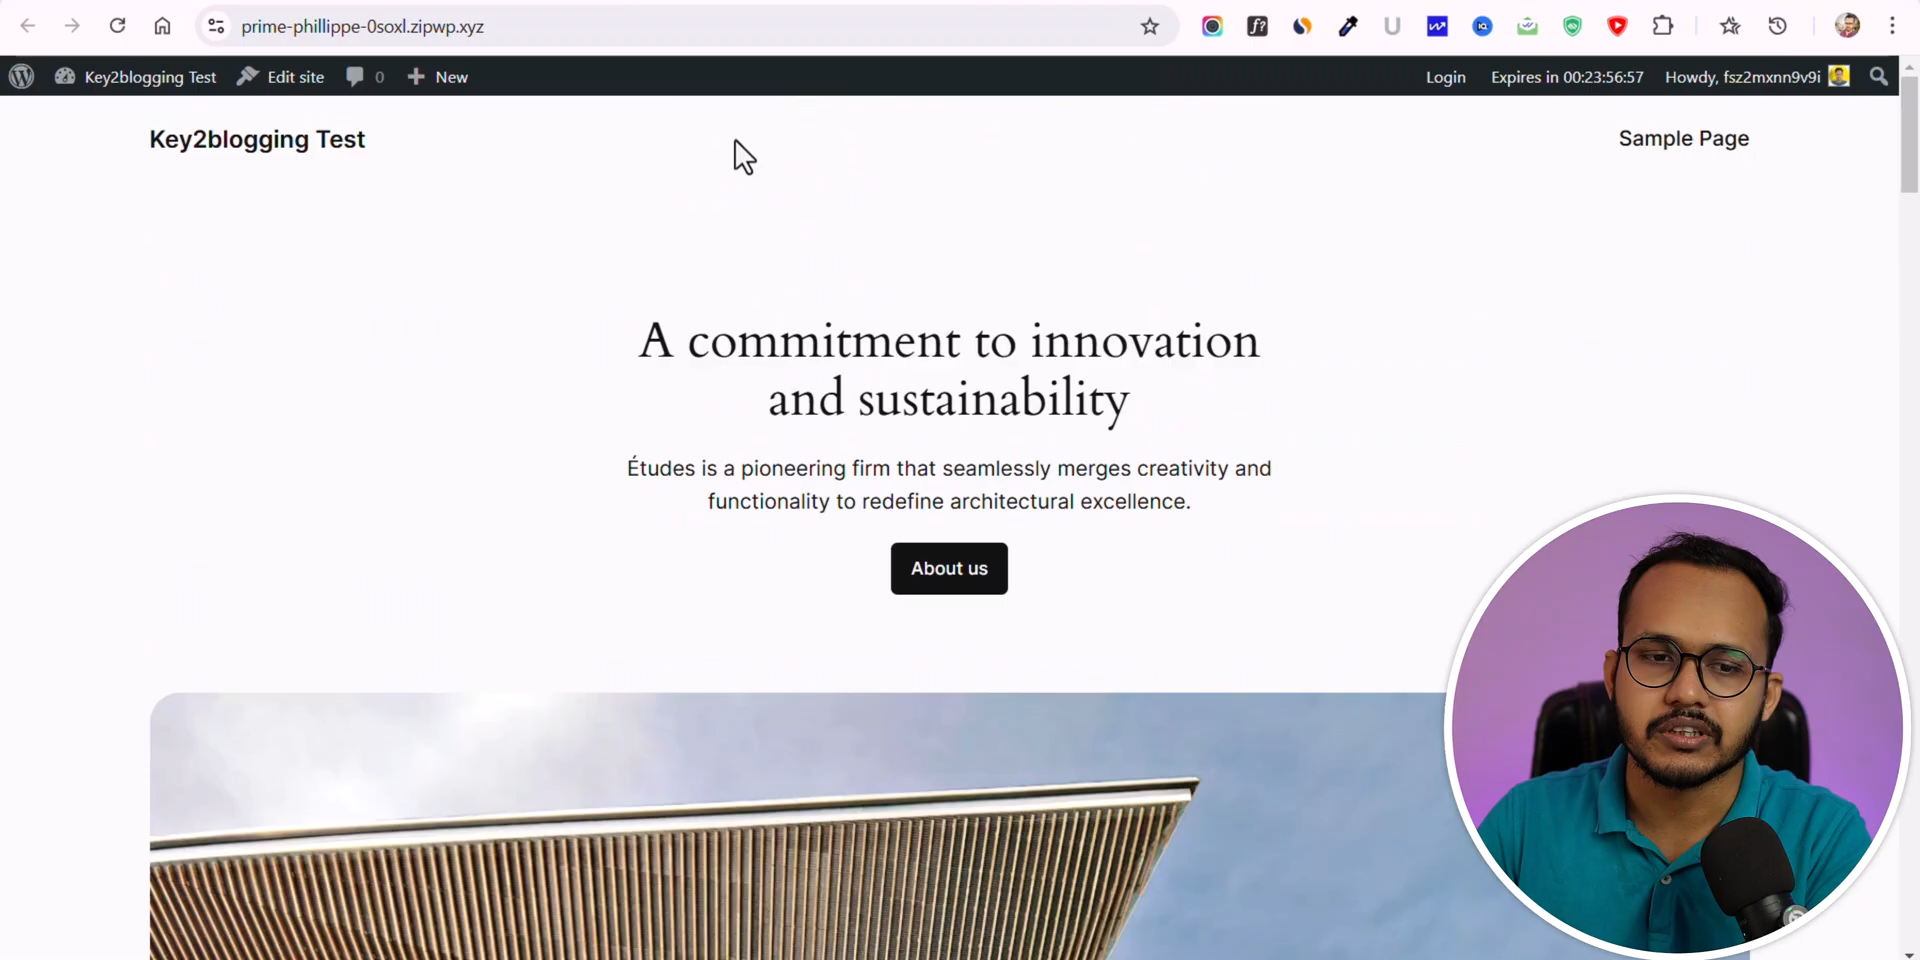 prime-phillippe-0soxl.zipwp.xyz
Key2blogging Test
Edit site
0
New
Login
Expires in 00:23:56:57
Howdy, fsz2mxnn9v9i
Key2blogging Test
Sample Page
A commitment to innovation
and sustainability
Études is a pioneering firm that seamlessly merges creativity and
functionality to redefine architectural excellence.
About us